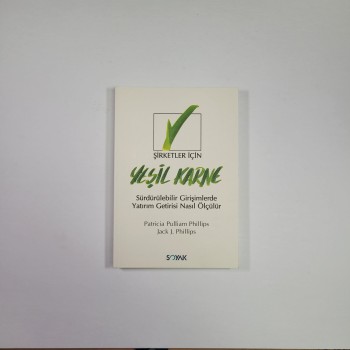 ŞİRKETLER İÇİN
YEŞİL KARNE
Sürdürülebilir Girişimlerde
Yatırım Getirisi Nasıl Ölçülür
Patricia Pulliam Phillips
Jack J. Phillips
SOYAK